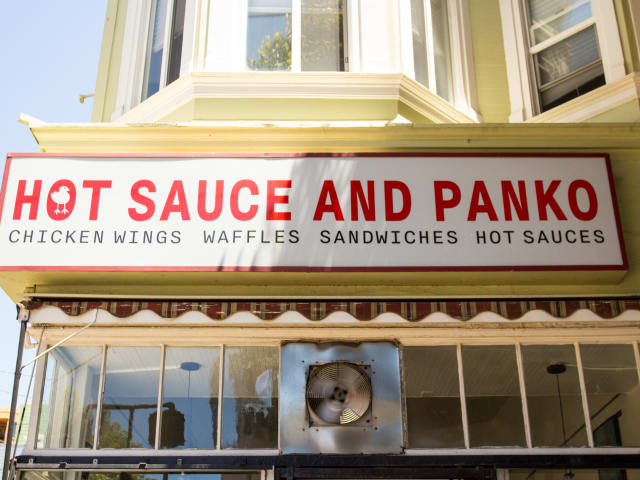 HOT SAUCE AND PANKO
CHICKEN WINGS WAFFLES SANDWICHES HOT SAUCES